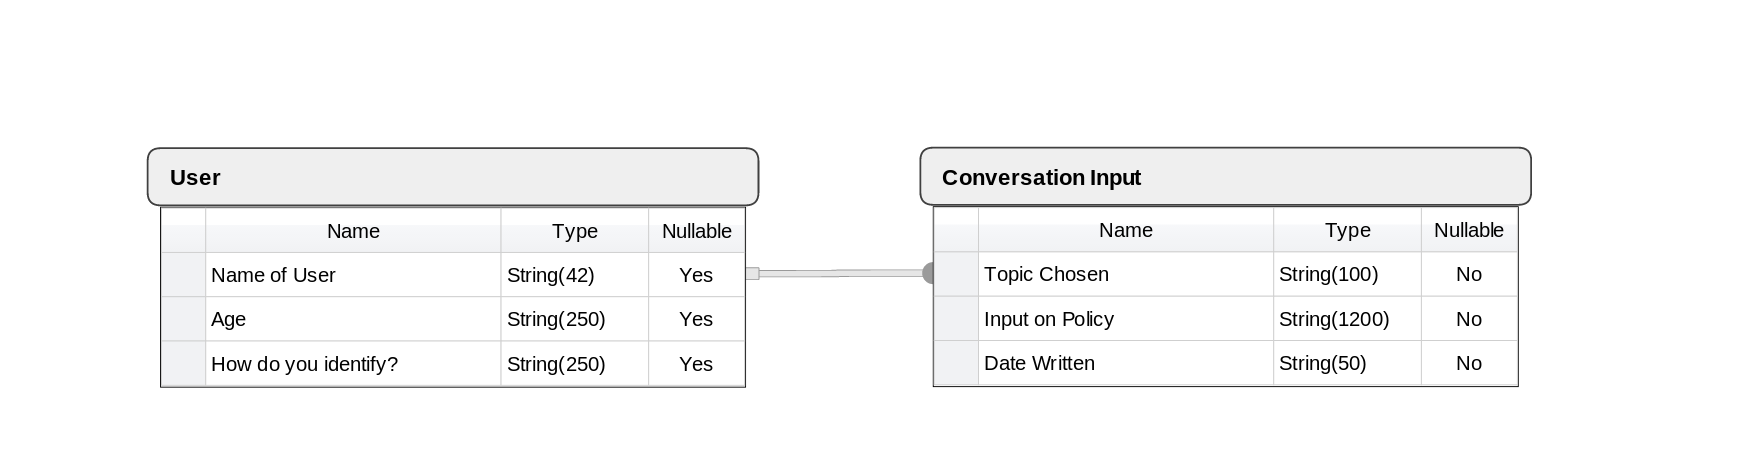 User
Name Type Nullable
Name of User String(42) Yes
Age String(250) Yes
How do you identify? String(250) Yes
Conversation Input
Name Type Nullable
Topic Chosen String(100) No
Input on Policy String(1200) No
Date Written String(50) No